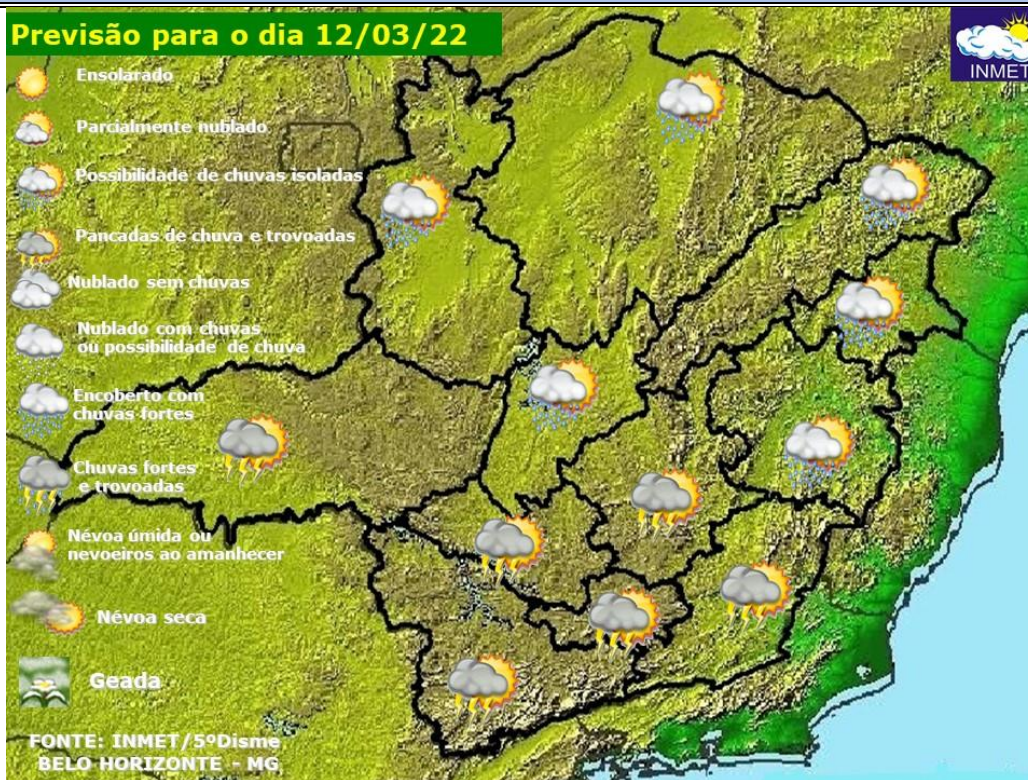 Previsão para o dia 12/03/22
INMET
Ensolarado
Parcialmente nublado
Possibilidade de chuvas isoladas
Pancadas de chuva e trovoadas
Nublado sem chuvas
Nublado com chuvas
ou possibilidade de chuva
Encoberto com
chuvas fortes
Chuvas fortes
e trovoadas
Névoa úmida ou
nevoeiros ao amanhecer
Névoa seca
Geada
FONTE: INMET/5ºDisme
BELO HORIZONTE - MG